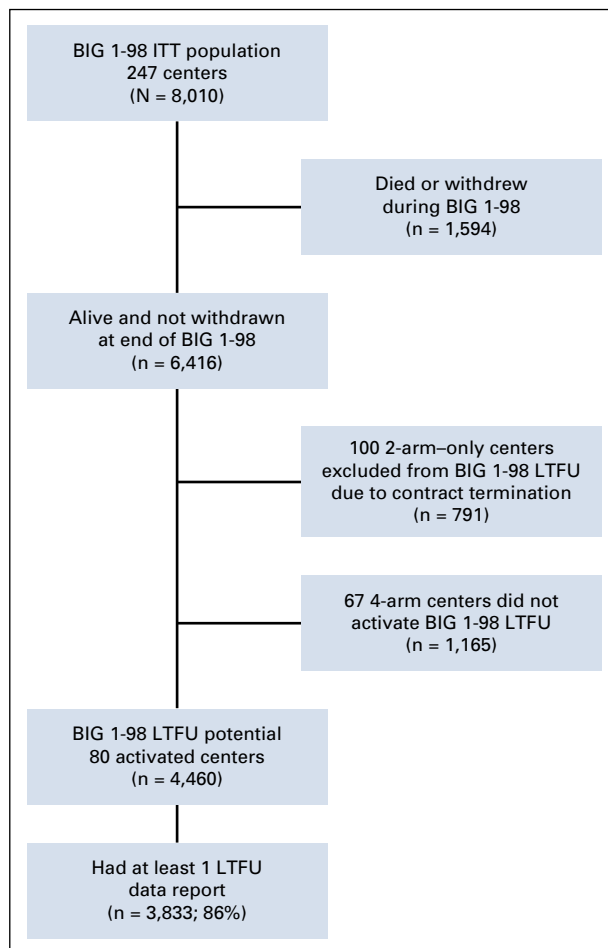 BIG 1-98 ITT population
247 centers
(N = 8,010)
Died or withdrew
during BIG 1-98
(n = 1,594)
Alive and not withdrawn
at end of BIG 1-98
(n = 6,416)
100 2-arm–only centers
excluded from BIG 1-98 LTFU
due to contract termination
(n = 791)
67 4-arm centers did not
activate BIG 1-98 LTFU
(n = 1,165)
BIG 1-98 LTFU potential
80 activated centers
(n = 4,460)
Had at least 1 LTFU
data report
(n = 3,833; 86%)